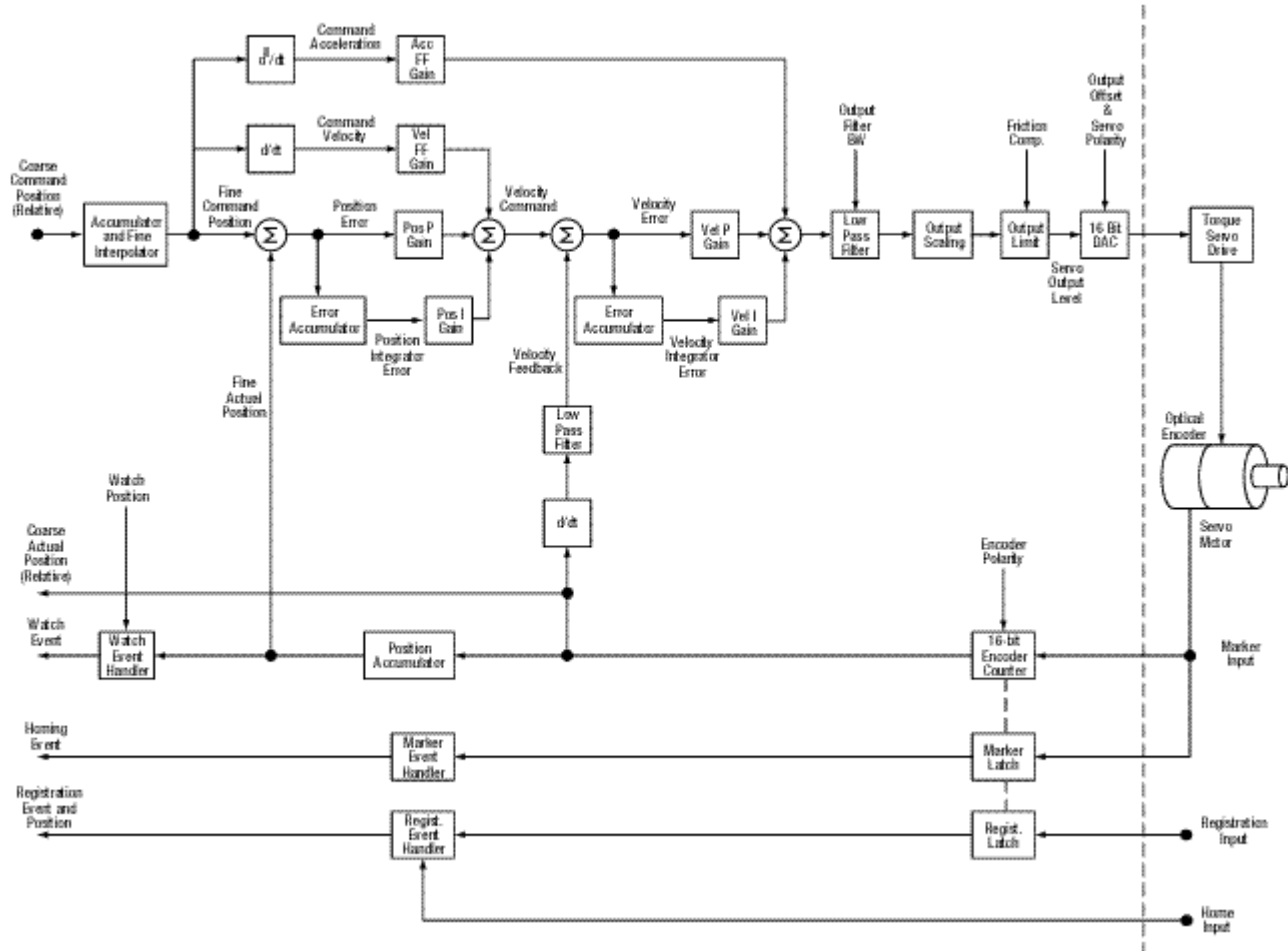 Command
Acceleration
d²/dt
Acc
FF
Gain
Command
Velocity
d/dt
Vel
FF
Gain
Output
Filter
BW
Friction
Comp.
Output
Offset
&
Servo
Polarity
Coarse
Command
Position
(Relative)
Accumulator
and Fine
Interpolator
Fine
Command
Position
Σ
Position
Error
Pos P
Gain
Σ
Velocity
Command
Σ
Velocity
Error
Vel P
Gain
Σ
Low
Pass
Filter
Output
Scaling
Output
Limit
16 Bit
DAC
Servo
Output
Level
Torque
Servo
Drive
Error
Accumulator
Position
Integrator
Error
Pos I
Gain
Velocity
Feedback
Error
Accumulator
Velocity
Integrator
Error
Vel I
Gain
Fine
Actual
Position
Low
Pass
Filter
Optical
Encoder
Servo
Motor
Watch
Position
d/dt
Coarse
Actual
Position
(Relative)
Encoder
Polarity
Watch
Event
Watch
Event
Handler
Position
Accumulator
16-bit
Encoder
Counter
Marker
Input
Homing
Event
Marker
Event
Handler
Marker
Latch
Registration
Event and
Position
Regist.
Event
Handler
Regist.
Latch
Registration
Input
Home
Input